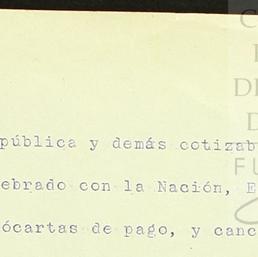 pública y demás cotizab
ebrado con la Nación, E
ócartas de pago, y canc